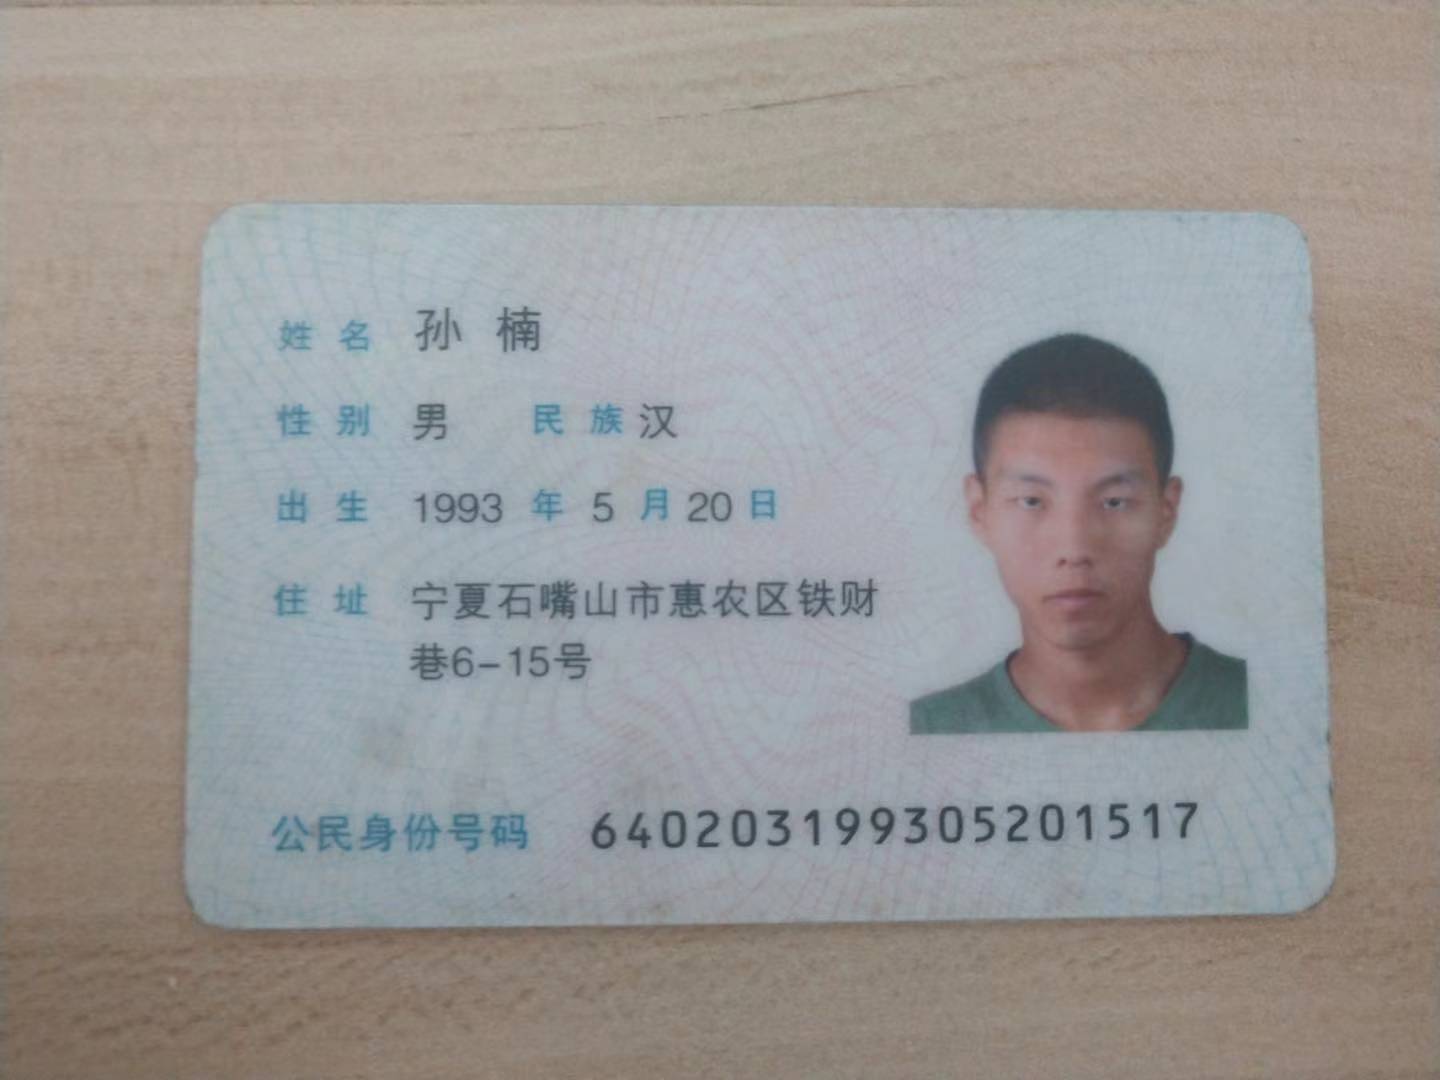 姓名 孙楠
性别 男 民族 汉
出生 1993 年 5 月 20 日
住址 宁夏石嘴山市惠农区铁财
巷6-15号
公民身份号码 640203199305201517